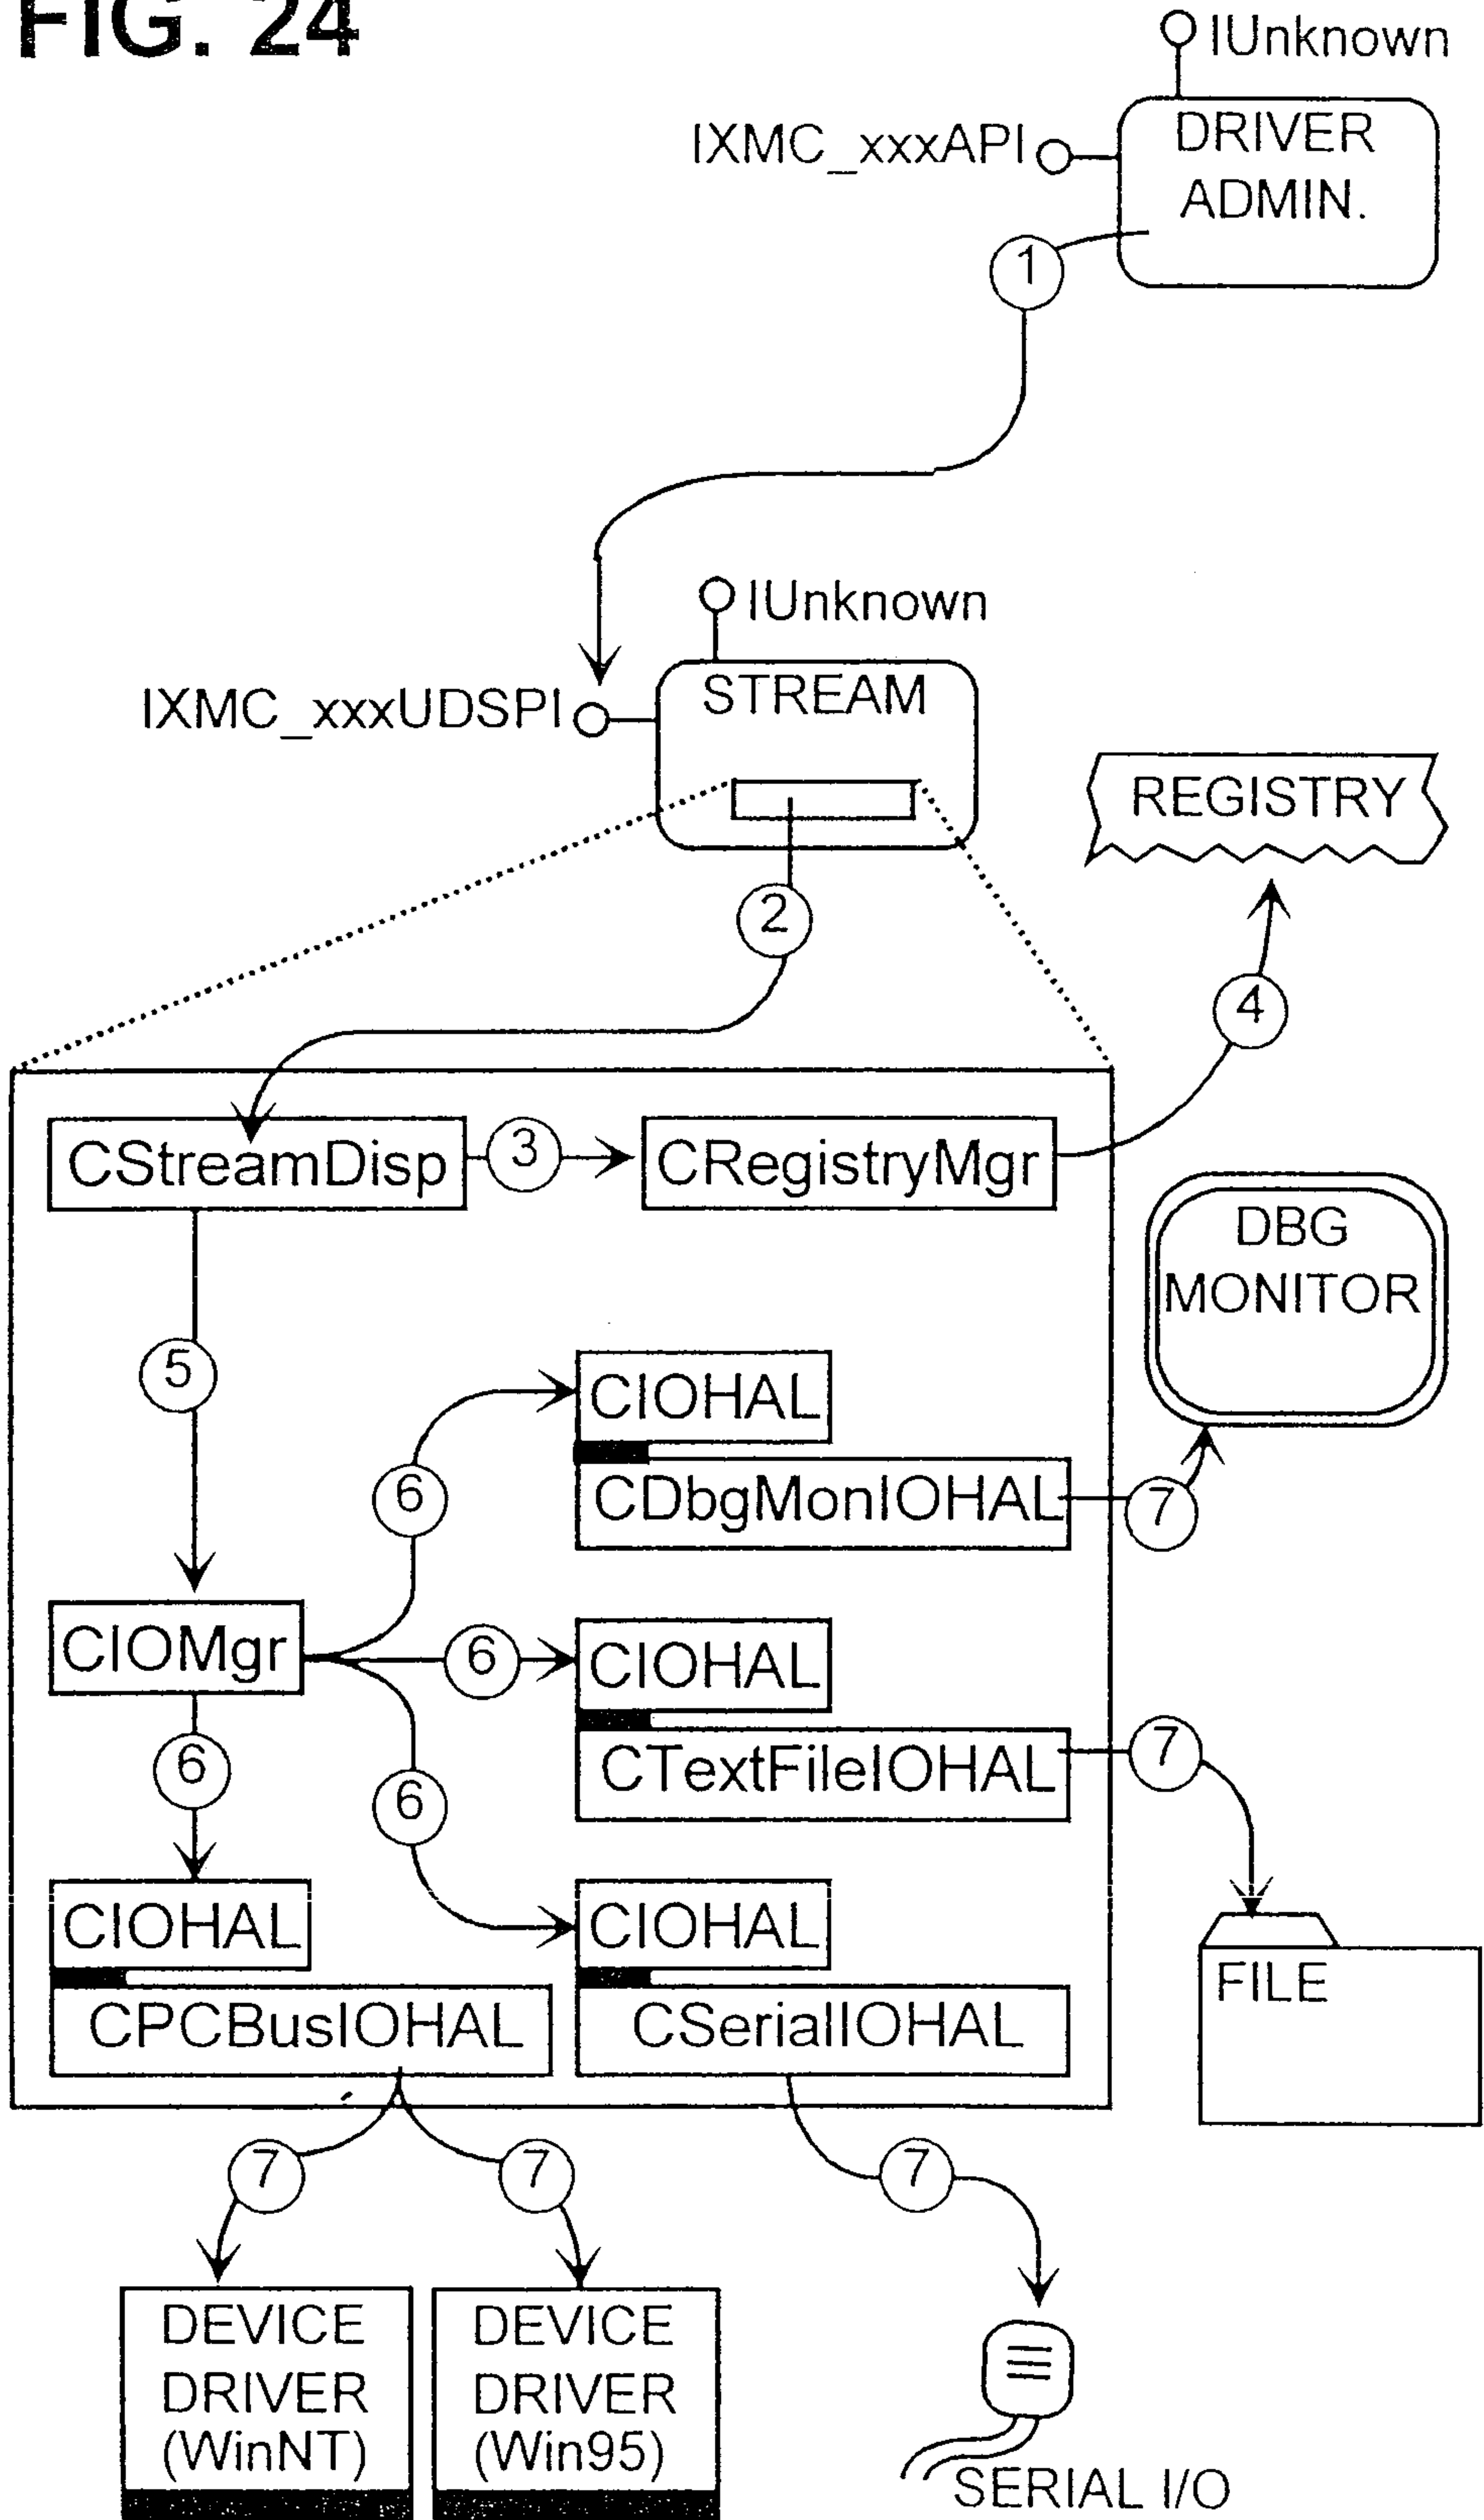 FIG. 24
IUnknown
IXMC_xxxAPI
DRIVER
ADMIN.
1
IUnknown
IXMC_xxxUDSPI
STREAM
REGISTRY
2
4
CStreamDisp
3
CRegistryMgr
DBG
MONITOR
5
CIOHAL
6
CDbgMonIOHAL
7
CIOMgr
6
CIOHAL
6
6
CTextFileIOHAL
7
CIOHAL
CIOHAL
FILE
CPCBusIOHAL
CSerialIOHAL
7
7
7
DEVICE
DRIVER
(WinNT)
DEVICE
DRIVER
(Win95)
SERIAL I/O